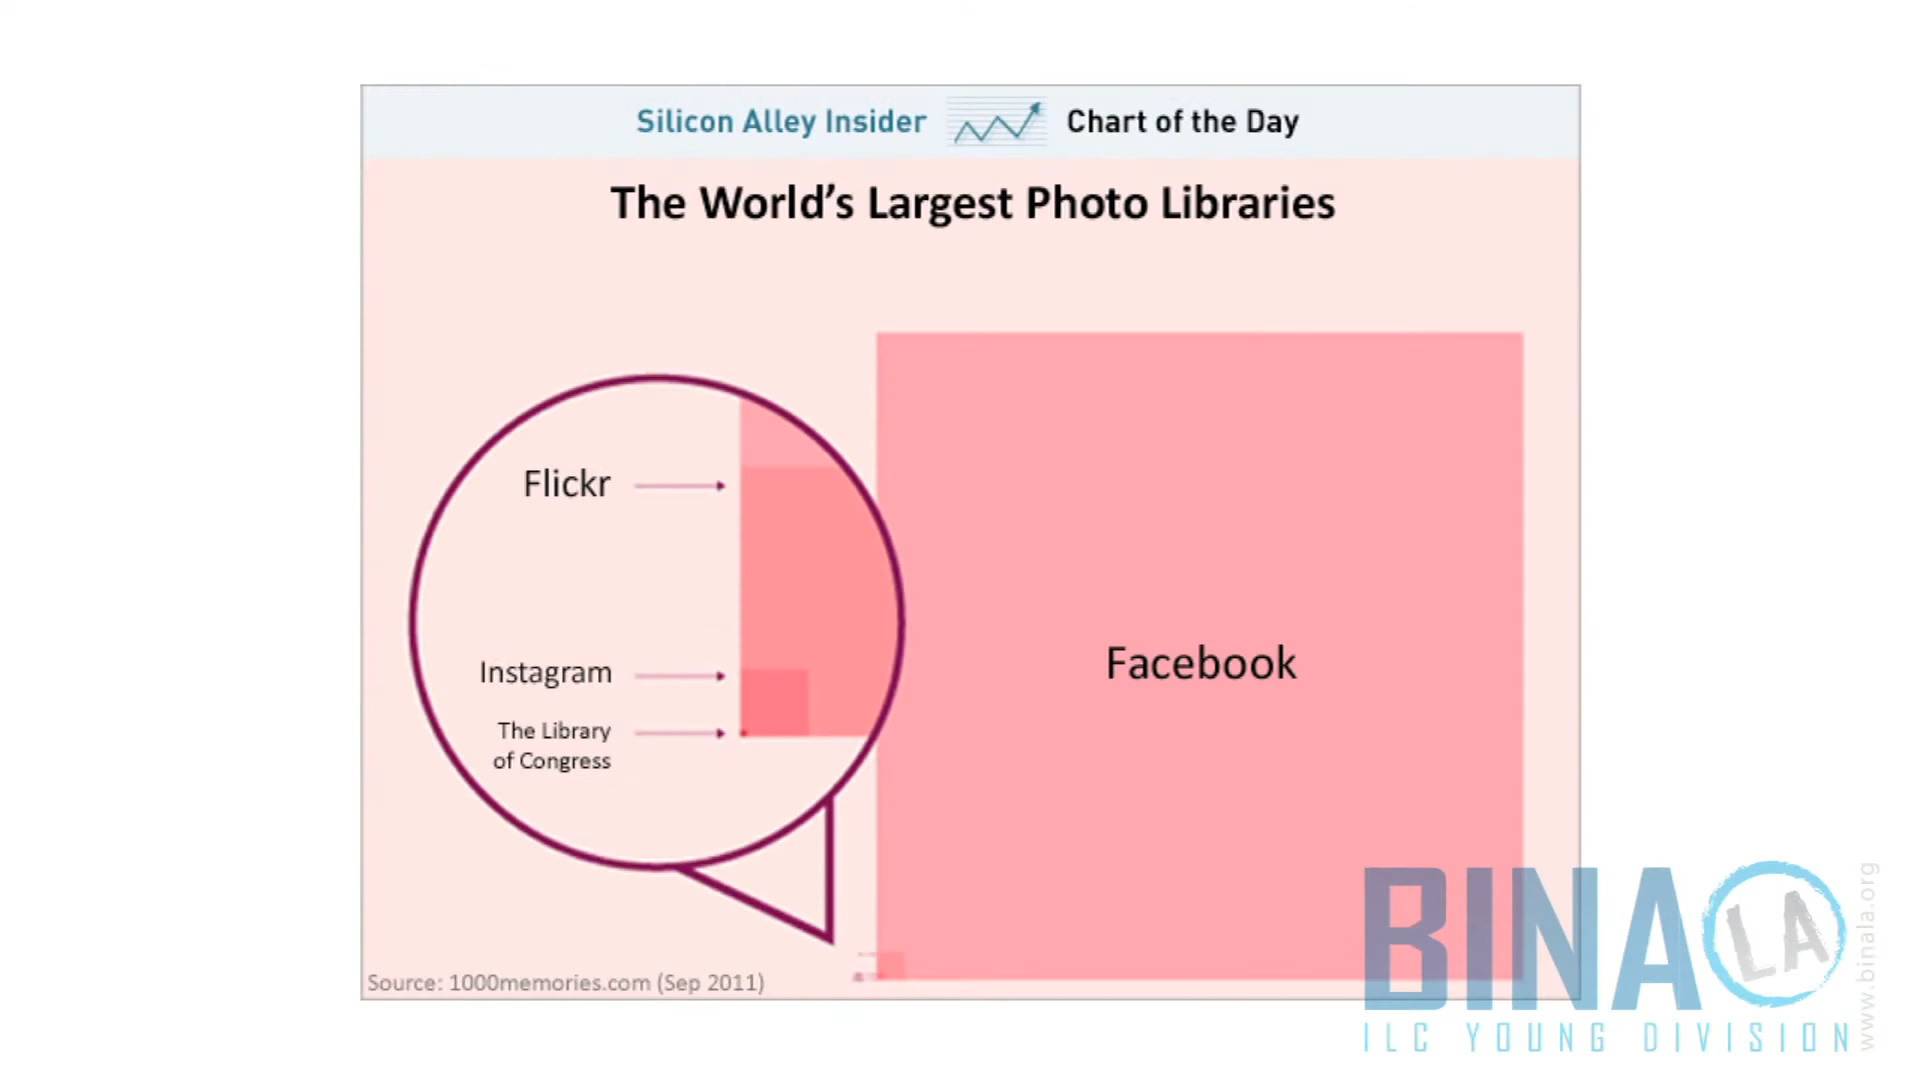 Silicon Alley Insider Chart of the Day
The World's Largest Photo Libraries
Flickr
Instagram
The Library
of Congress
Facebook
Source: 1000memories.com (Sep 2011)
BINA LA
ILC YOUNG DIVISION
www.binala.org